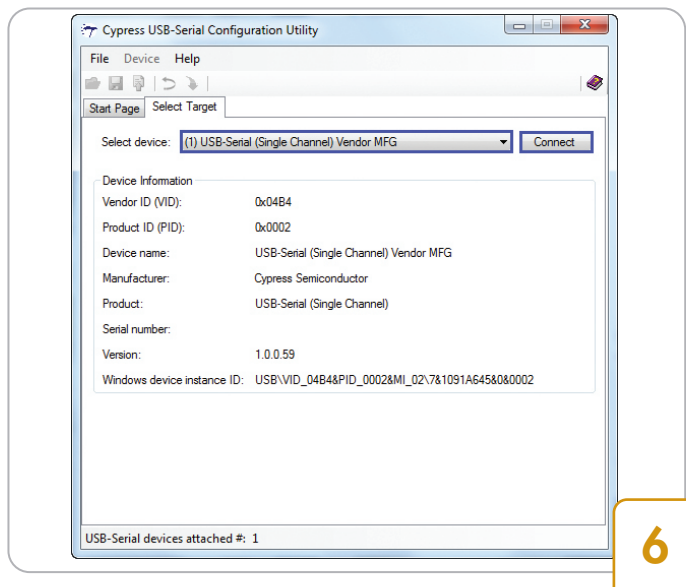 Cypress USB-Serial Configuration Utility
File Device Help
Start Page Select Target
Select device: (1) USB-Serial (Single Channel) Vendor MFG Connect
Device Information
Vendor ID (VID): 0x04B4
Product ID (PID): 0x0002
Device name: USB-Serial (Single Channel) Vendor MFG
Manufacturer: Cypress Semiconductor
Product: USB-Serial (Single Channel)
Serial number:
Version: 1.0.0.59
Windows device instance ID: USB\VID_04B4&PID_0002&MI_02\7&1091A645&0&0002
USB-Serial devices attached #: 1
6